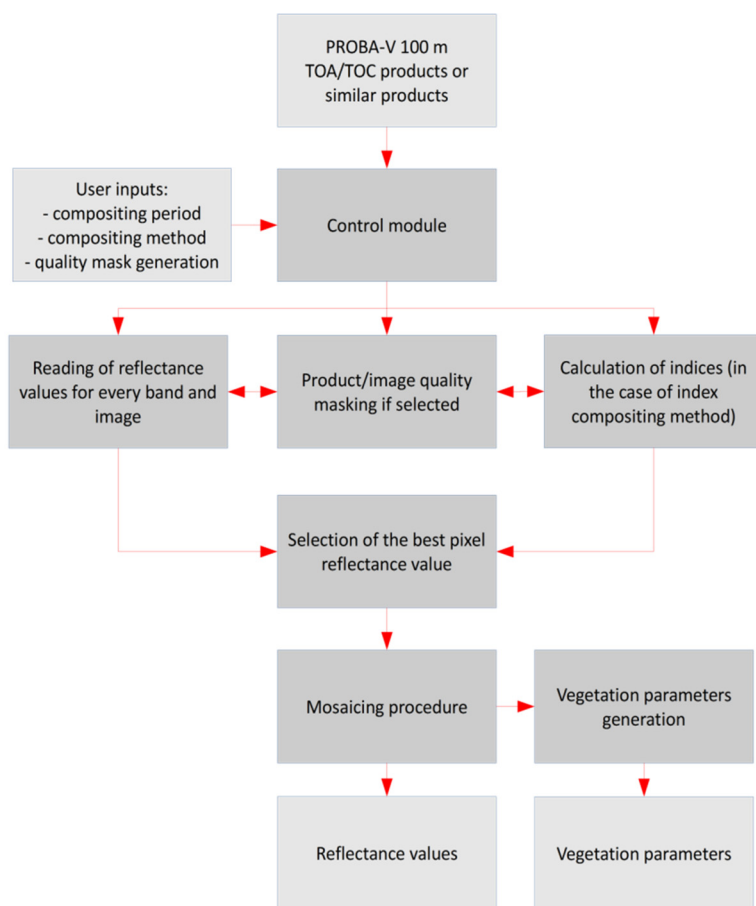 PROBA-V 100 m
TOA/TOC products or
similar products
User inputs:
- compositing period
- compositing method
- quality mask generation
Control module
Reading of reflectance
values for every band and
image
Product/image quality
masking if selected
Calculation of indices (in
the case of index
compositing method)
Selection of the best pixel
reflectance value
Mosaicing procedure
Vegetation parameters
generation
Reflectance values
Vegetation parameters